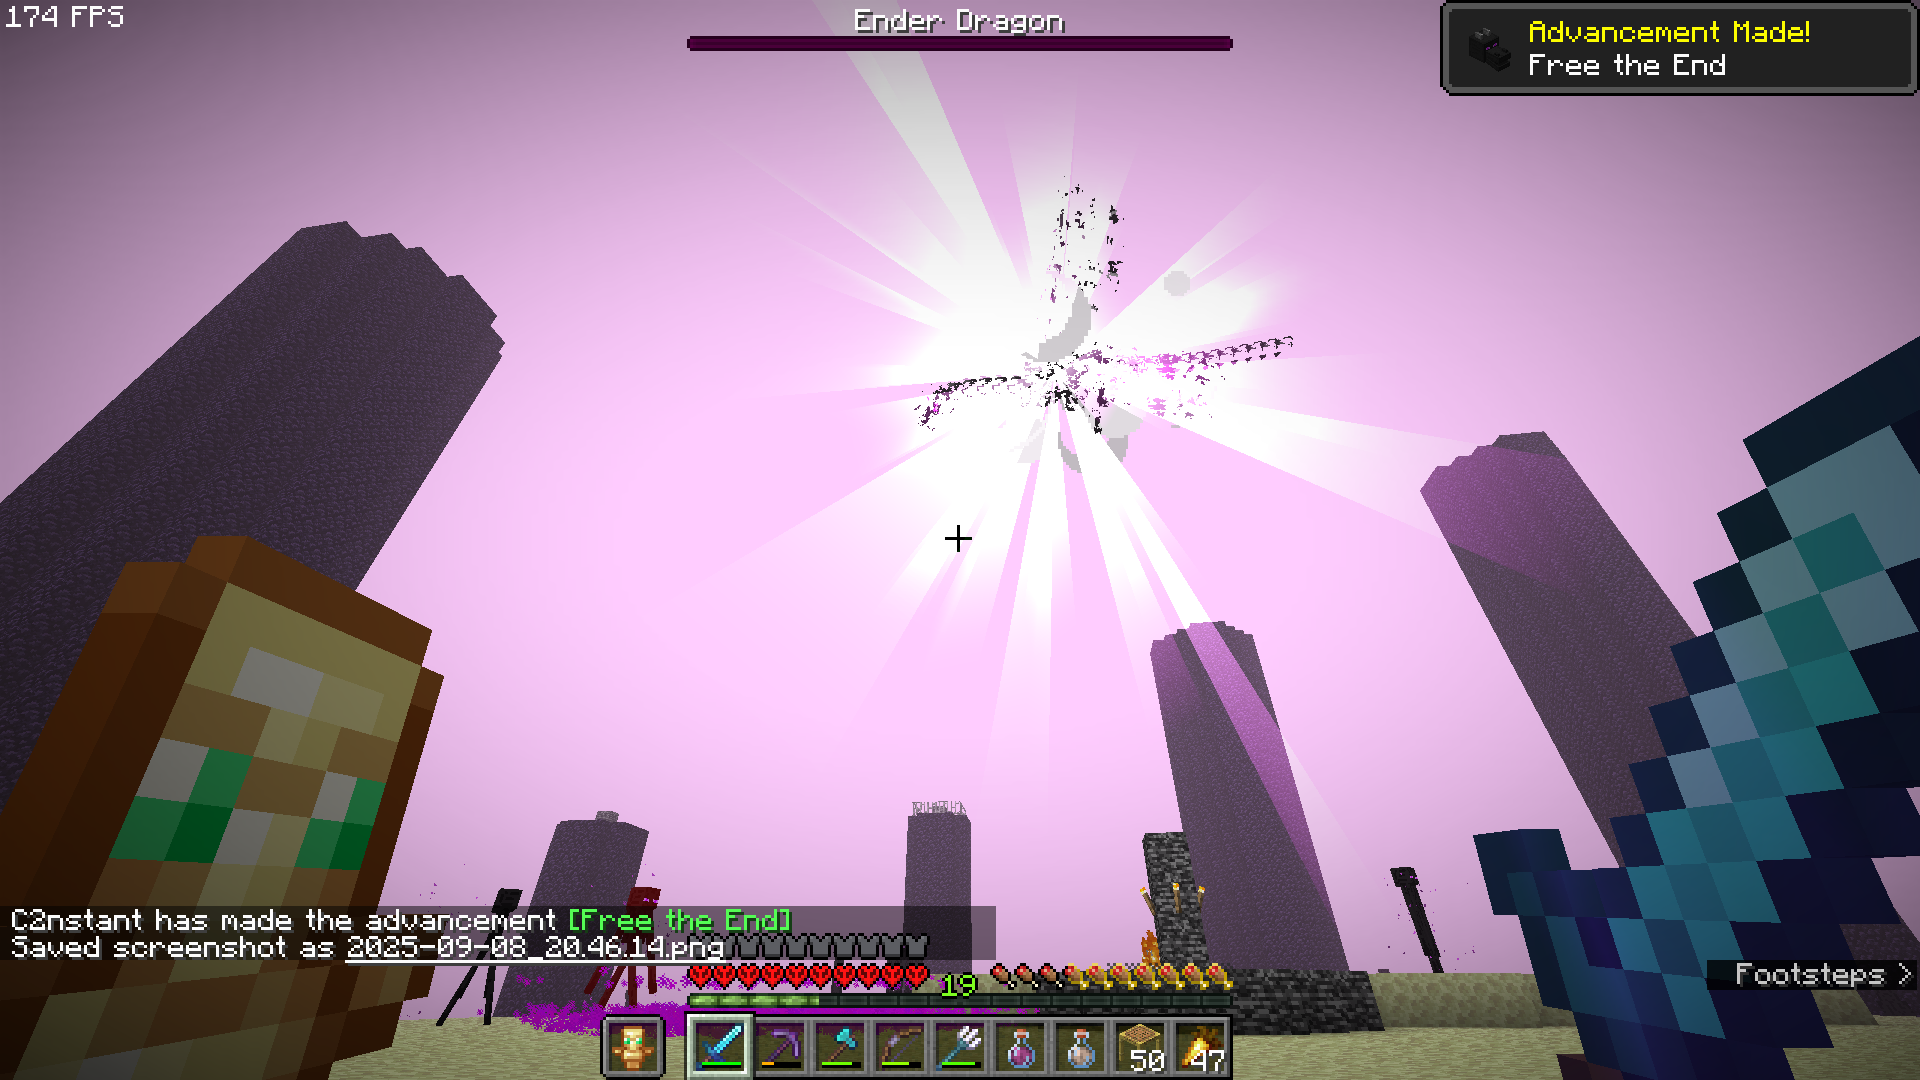 174 FPS
Ender Dragon
Advancement Made!
Free the End
C2nstant has made the advancement [Free the End]
Saved screenshot as 2025-09-08_20.46.14.png
19
Footsteps >
50
47